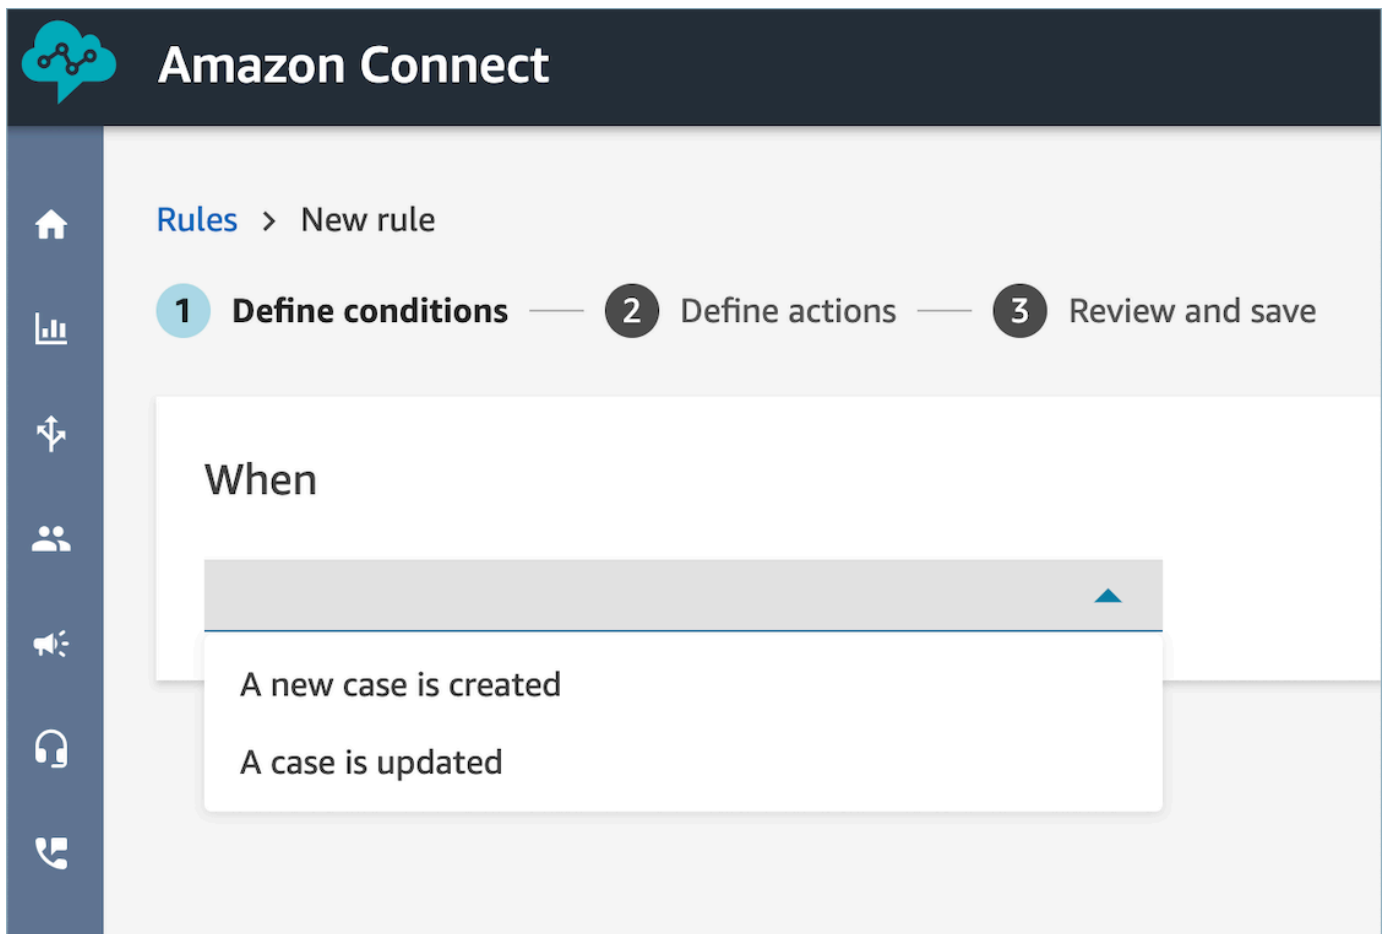 Amazon Connect
Rules > New rule
1 Define conditions 2 Define actions 3 Review and save
When
A new case is created
A case is updated